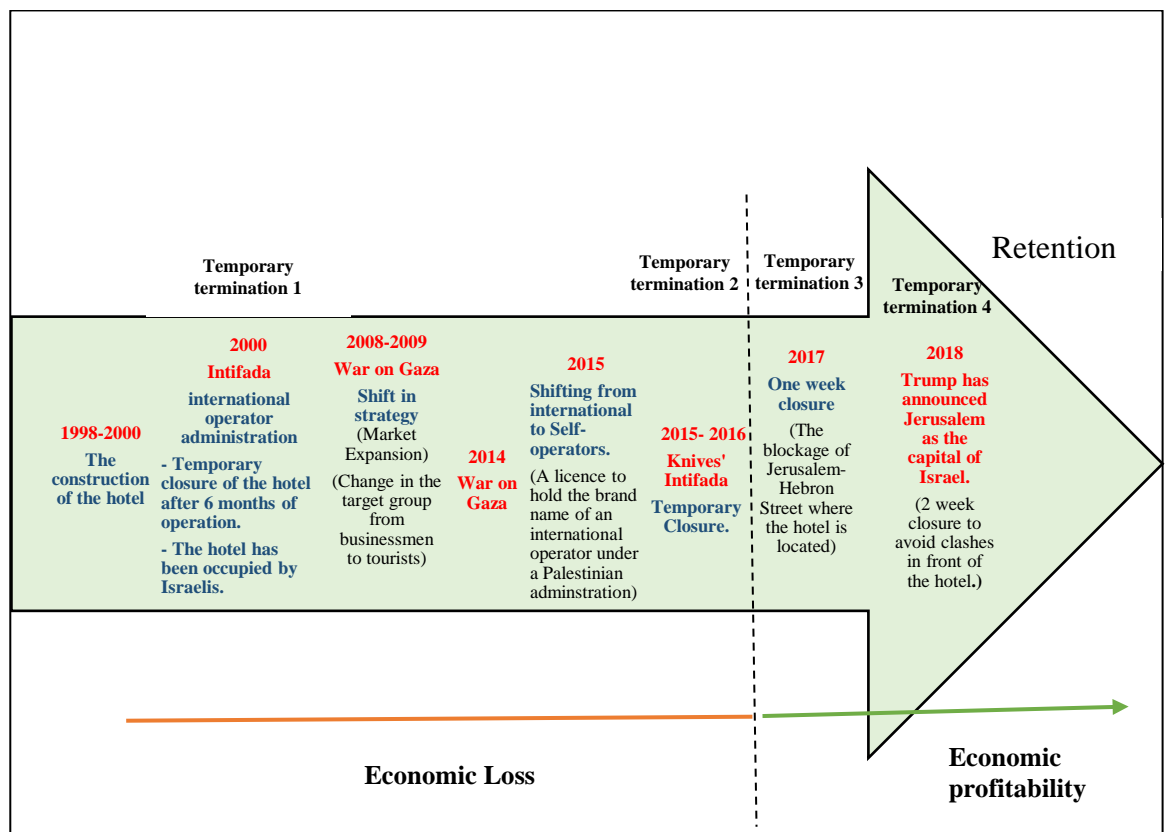 Retention
Temporary
termination 1
Temporary
termination 2
Temporary
termination 3
Temporary
termination 4
1998-2000
The
construction
of the hotel
2000
Intifada
international
operator
administration
- Temporary
closure of the hotel
after 6 months of
operation.
- The hotel has
been occupied by
Israelis.
2008-2009
War on Gaza
Shift in
strategy
(Market
Expansion)
(Change in the
target group
from
businessmen
to tourists)
2014
War on
Gaza
2015
Shifting from
international
to Self-
operators.
(A licence to
hold the brand
name of an
international
operator under
a Palestinian
adminstration)
2015- 2016
Knives'
Intifada
Temporary
Closure.
2017
One week
closure
(The
blockage of
Jerusalem-
Hebron
Street where
the hotel is
located)
2018
Trump has
announced
Jerusalem
as the
capital of
Israel.
(2 week
closure to
avoid clashes
in front of
the hotel.)
Economic Loss
Economic
profitability